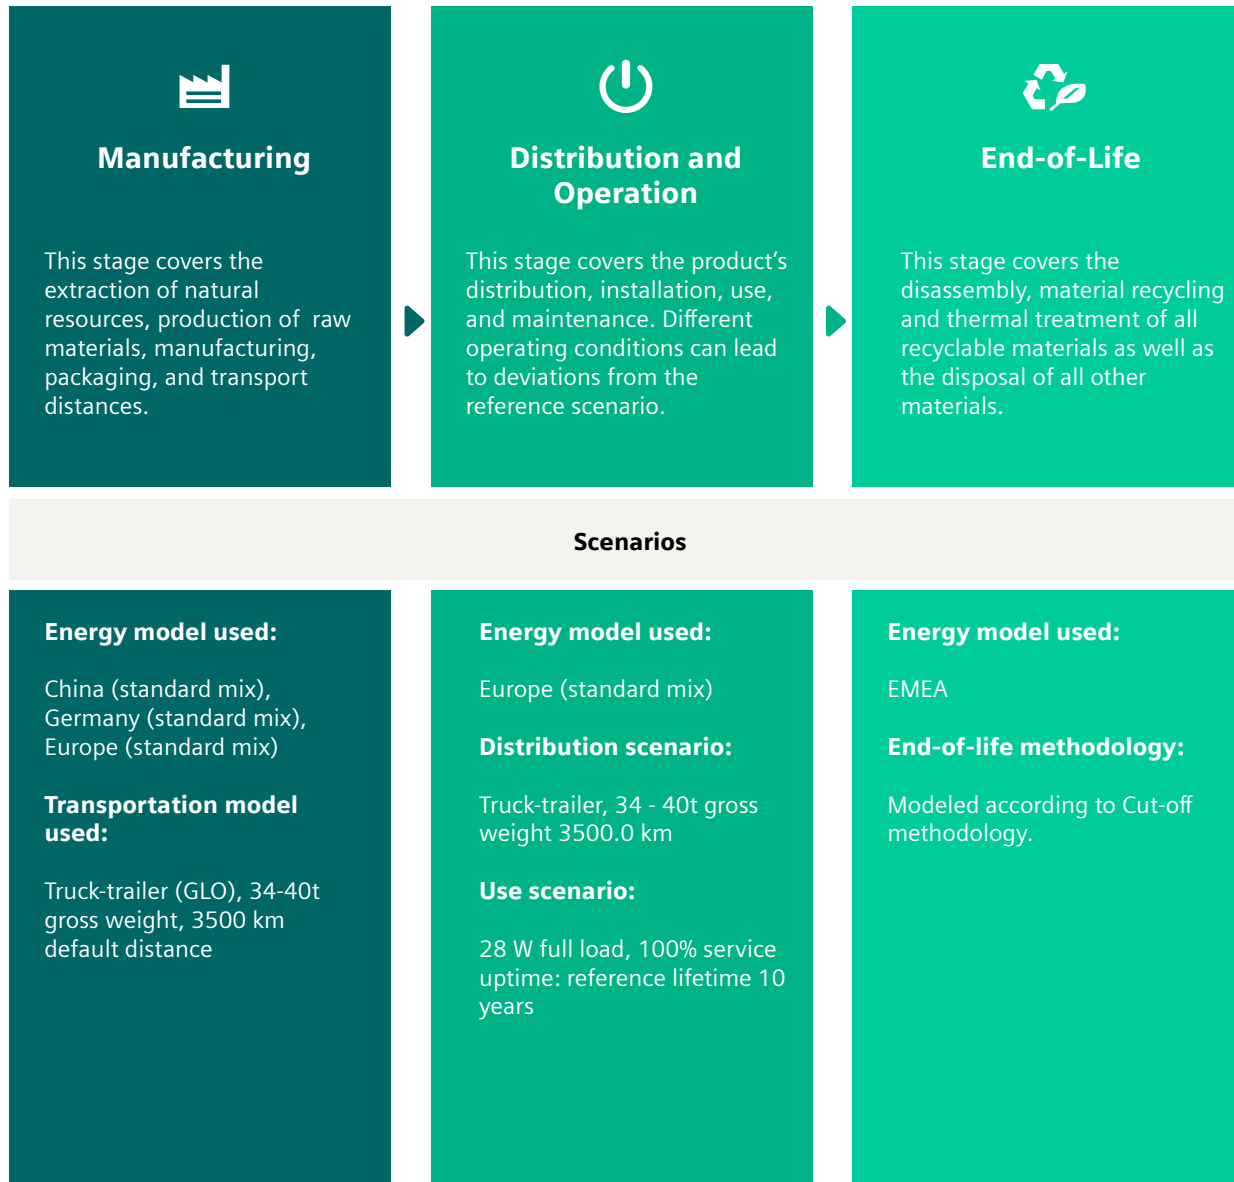 Manufacturing
This stage covers the
extraction of natural
resources, production of  raw
materials, manufacturing,
packaging, and transport
distances.
Distribution and
Operation
This stage covers the product’s
distribution, installation, use,
and maintenance. Different
operating conditions can lead
to deviations from the
reference scenario.
End-of-Life
This stage covers the
disassembly, material recycling
and thermal treatment of all
recyclable materials as well as
the disposal of all other
materials.
Scenarios
Energy model used:
China (standard mix),
Germany (standard mix),
Europe (standard mix)
Transportation model
used:
Truck-trailer (GLO), 34-40t
gross weight, 3500 km
default distance
Energy model used:
Europe (standard mix)
Distribution scenario:
Truck-trailer, 34 - 40t gross
weight 3500.0 km
Use scenario:
28 W full load, 100% service
uptime: reference lifetime 10
years
Energy model used:
EMEA
End-of-life methodology:
Modeled according to Cut-off
methodology.